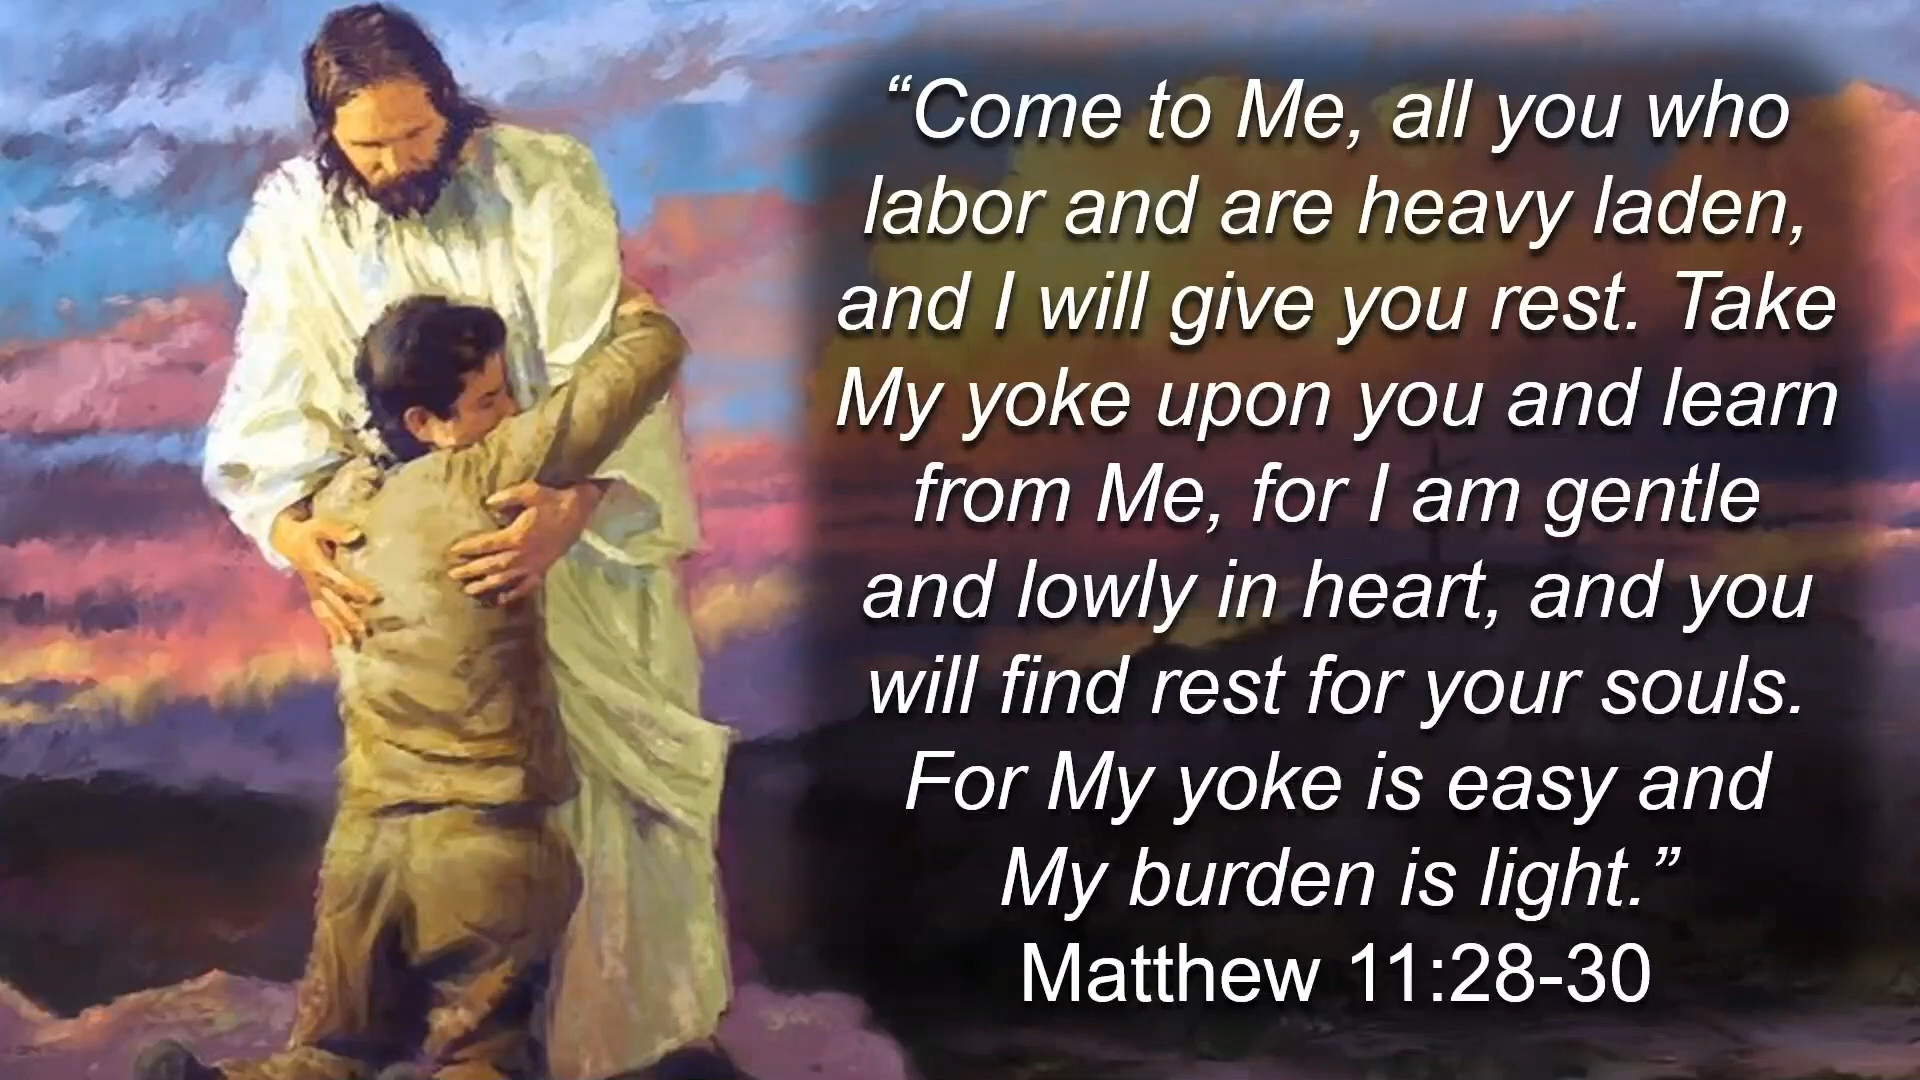 “Come to Me, all you who
labor and are heavy laden,
and I will give you rest. Take
My yoke upon you and learn
from Me, for I am gentle
and lowly in heart, and you
will find rest for your souls.
For My yoke is easy and
My burden is light.”
Matthew 11:28-30